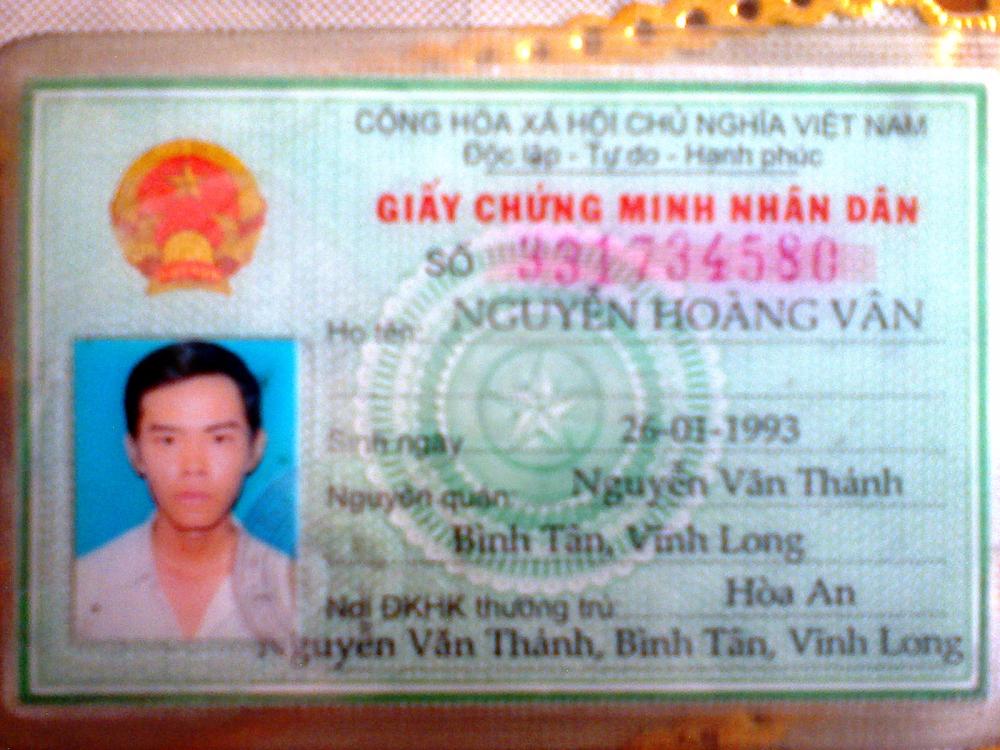 CỘNG HÒA XÃ HỘI CHỦ NGHĨA VIỆT NAM
Độc lập - Tự do - Hạnh phúc
GIẤY CHỨNG MINH NHÂN DÂN
SỐ 331734580
Họ tên: NGUYỄN HOÀNG VÂN
Sinh ngày 26-01-1993
Nguyên quán: Nguyễn Văn Thảnh
Bình Tân, Vĩnh Long
Nơi ĐKHK thường trú: Hòa An
Nguyễn Văn Thảnh, Bình Tân, Vĩnh Long